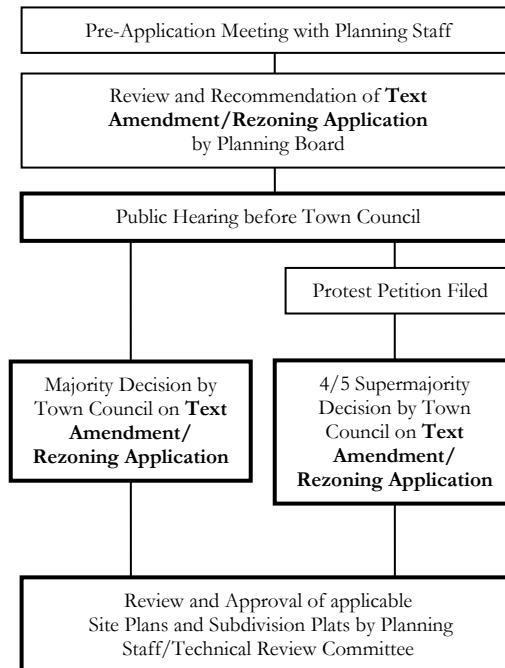 Pre-Application Meeting with Planning Staff
Review and Recommendation of Text
Amendment/Rezoning Application
by Planning Board
Public Hearing before Town Council
Protest Petition Filed
Majority Decision by
Town Council on Text
Amendment/
Rezoning Application
4/5 Supermajority
Decision by Town
Council on Text
Amendment/
Rezoning Application
Review and Approval of applicable
Site Plans and Subdivision Plats by Planning
Staff/Technical Review Committee